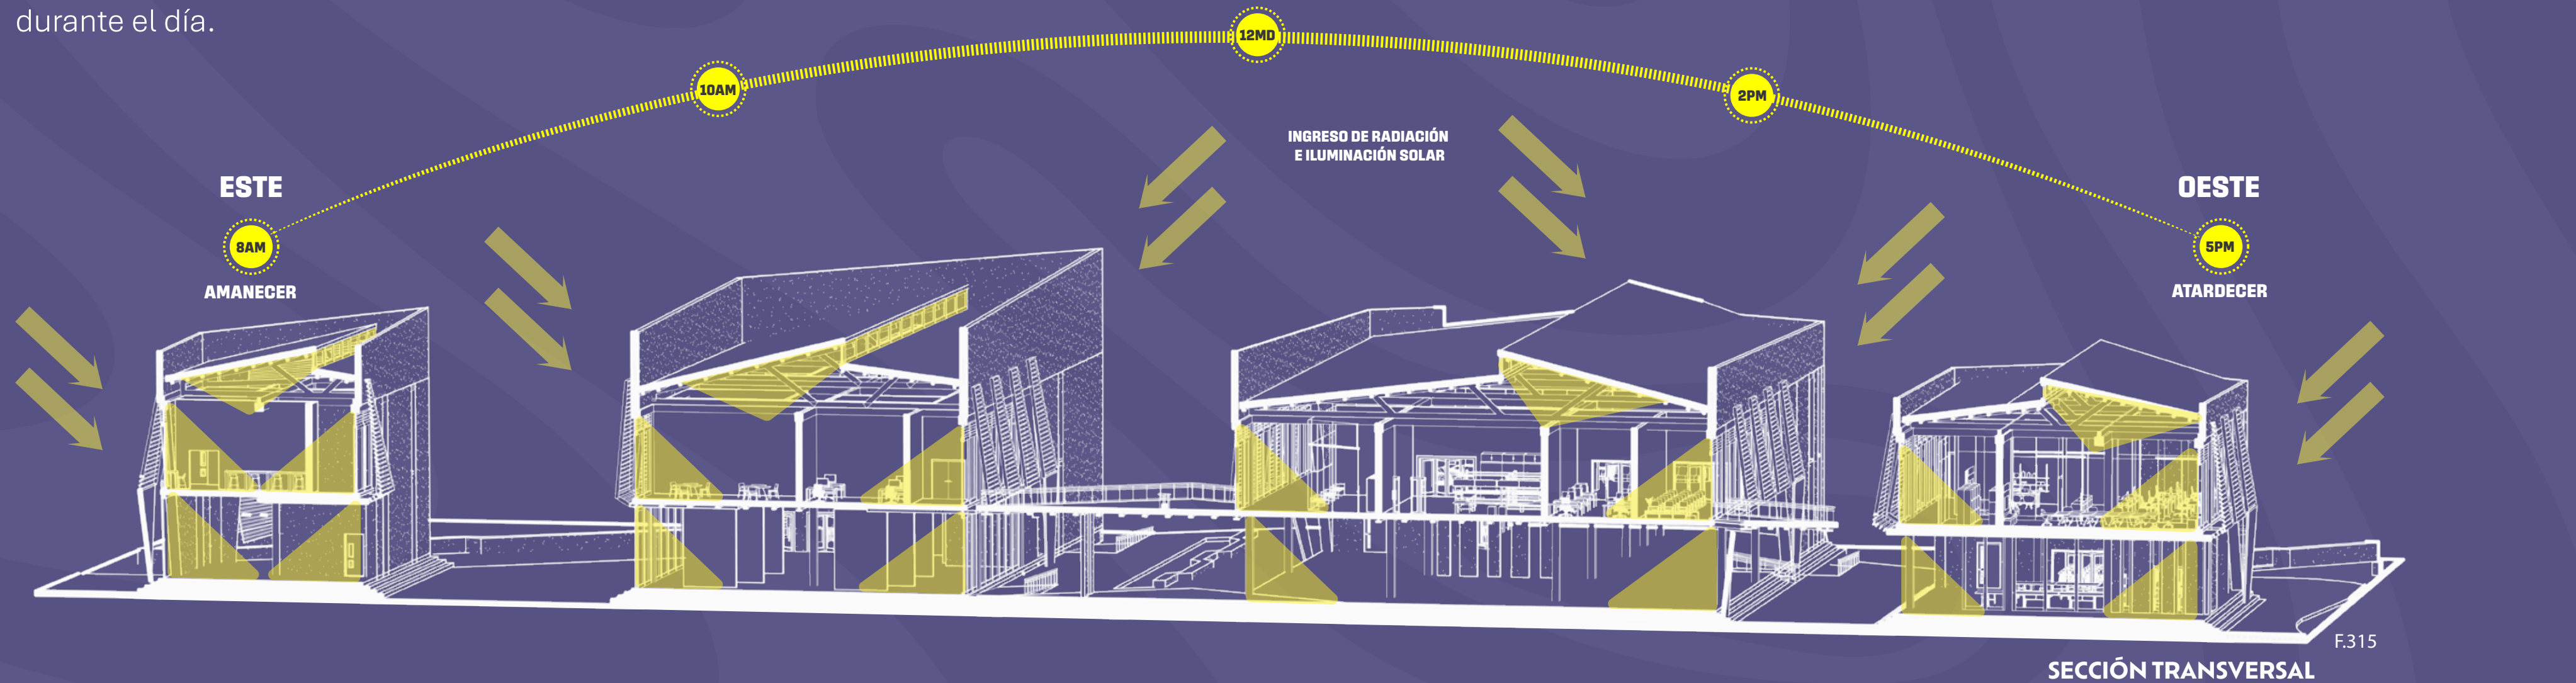 durante el día.
12MD
10AM
2PM
INGRESO DE RADIACIÓN
E ILUMINACIÓN SOLAR
ESTE
OESTE
8AM
5PM
AMANECER
ATARDECER
F.315
SECCIÓN TRANSVERSAL